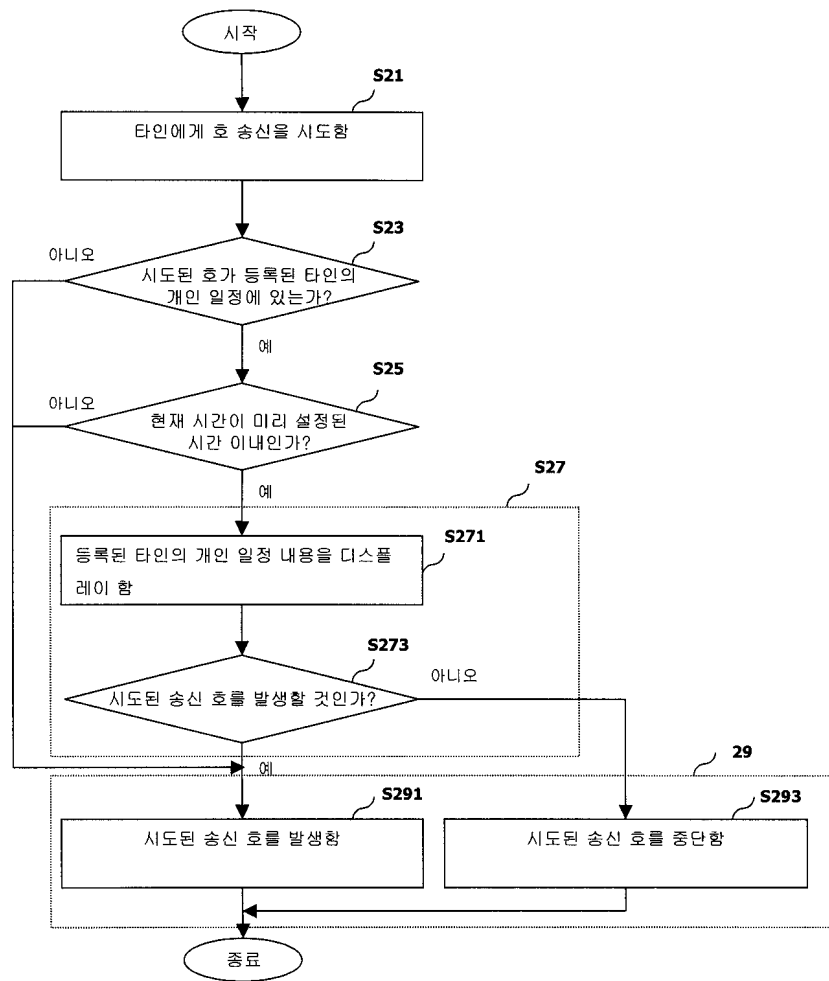 시작
S21
타인에게 호 송신을 시도함
S23
아니오
시도된 호가 등록된 타인의
개인 일정에 있는가?
예
S25
아니오
현재 시간이 미리 설정된
시간 이내인가?
예
S27
S271
등록된 타인의 개인 일정 내용을 디스플
레이 함
S273
아니오
시도된 송신 호를 발생할 것인가?
예
29
S291
S293
시도된 송신 호를 발생함
시도된 송신 호를 중단함
종료